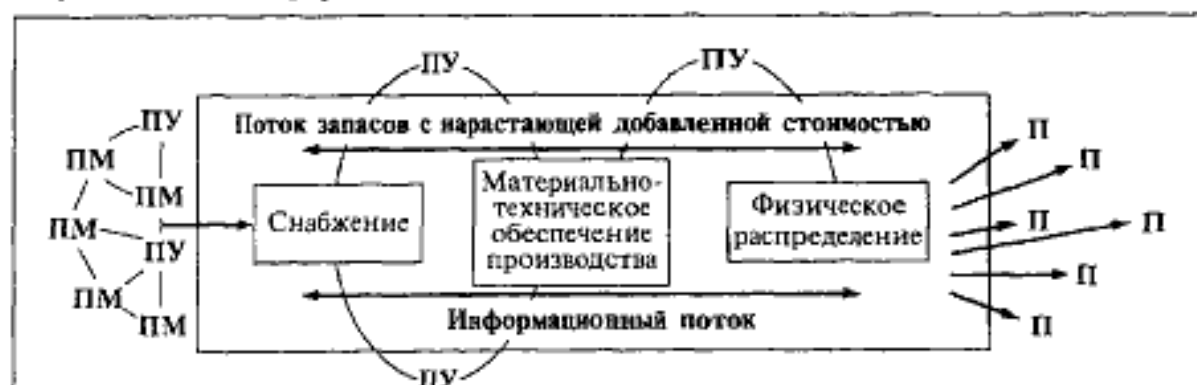 ПУ
ПУ
ПУ
Поток запасов с нарастающей добавленной стоимостью
П
ПМ
П
ПМ
Снабжение
Материально-
техническое
обеспечение
производства
Физическое
распределение
ПМ
П
П
ПУ
П
ПМ
ПМ
Информационный поток
П
ПУ